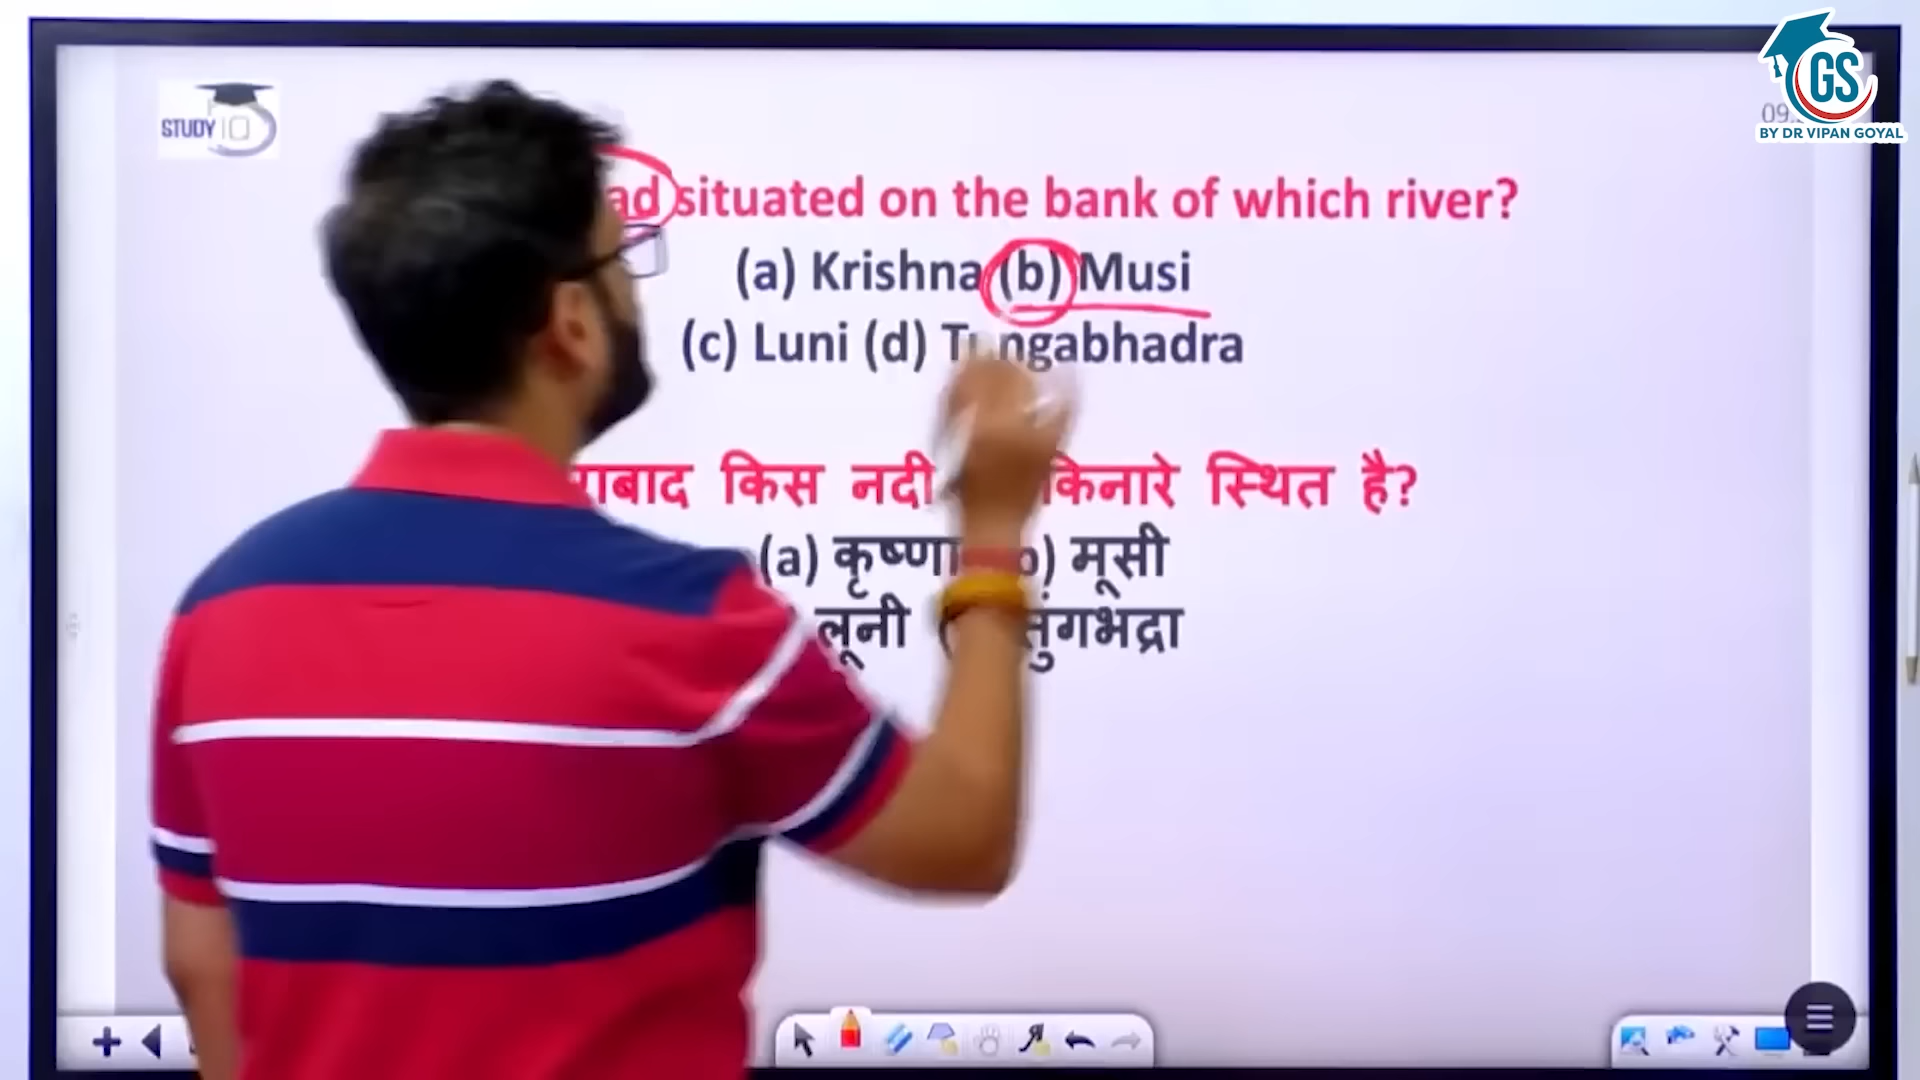 STUDY IQ
GS
BY DR VIPAN GOYAL
situated on the bank of which river?
(a) Krishna (b) Musi
(c) Luni (d) Tungabhadra
किस नदी किनारे स्थित है?
(a) कृष्णा मूसी
लूनी तुंगभद्रा